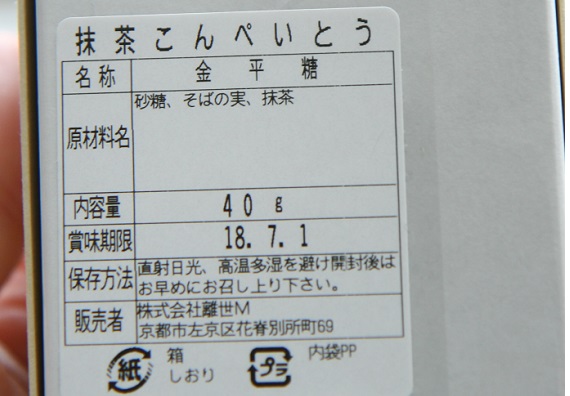 抹茶こんぺいとう
名称 金平糖
原材料名 砂糖、そばの実、抹茶
内容量 40g
賞味期限 18.7.1
保存方法 直射日光、高温多湿を避け開封後は
お早めにお召し上り下さい。
販売者 株式会社離世M
京都市左京区花脊別所町69
紙 箱 プラ 内袋PP
しおり